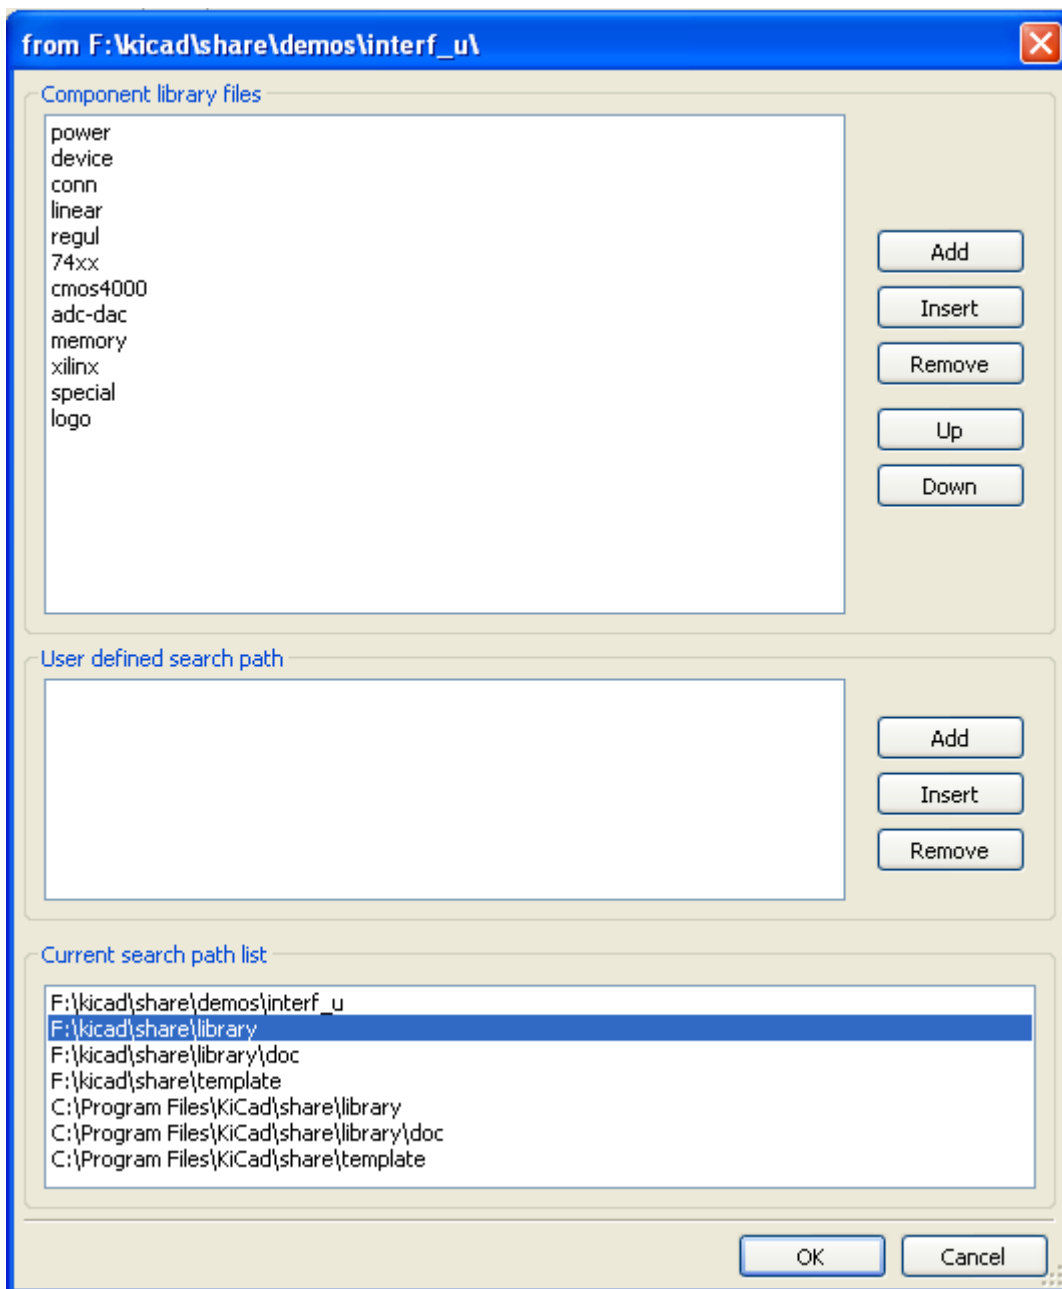 from F:\kicad\share\demos\interf_u\
Component library files
power
device
conn
linear
regul
74xx
cmos4000
adc-dac
memory
xilinx
special
logo
Add
Insert
Remove
Up
Down
User defined search path
Add
Insert
Remove
Current search path list
F:\kicad\share\demos\interf_u
F:\kicad\share\library
F:\kicad\share\library\doc
F:\kicad\share\template
C:\Program Files\KiCad\share\library
C:\Program Files\KiCad\share\library\doc
C:\Program Files\KiCad\share\template
OK
Cancel